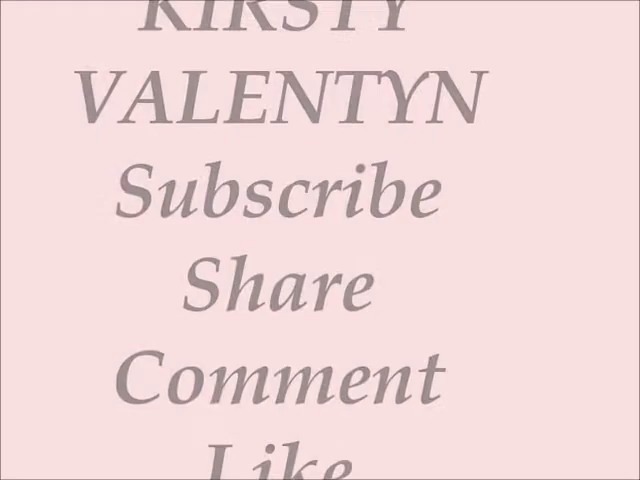 KIRSTY
VALENTYN
Subscribe
Share
Comment
Like